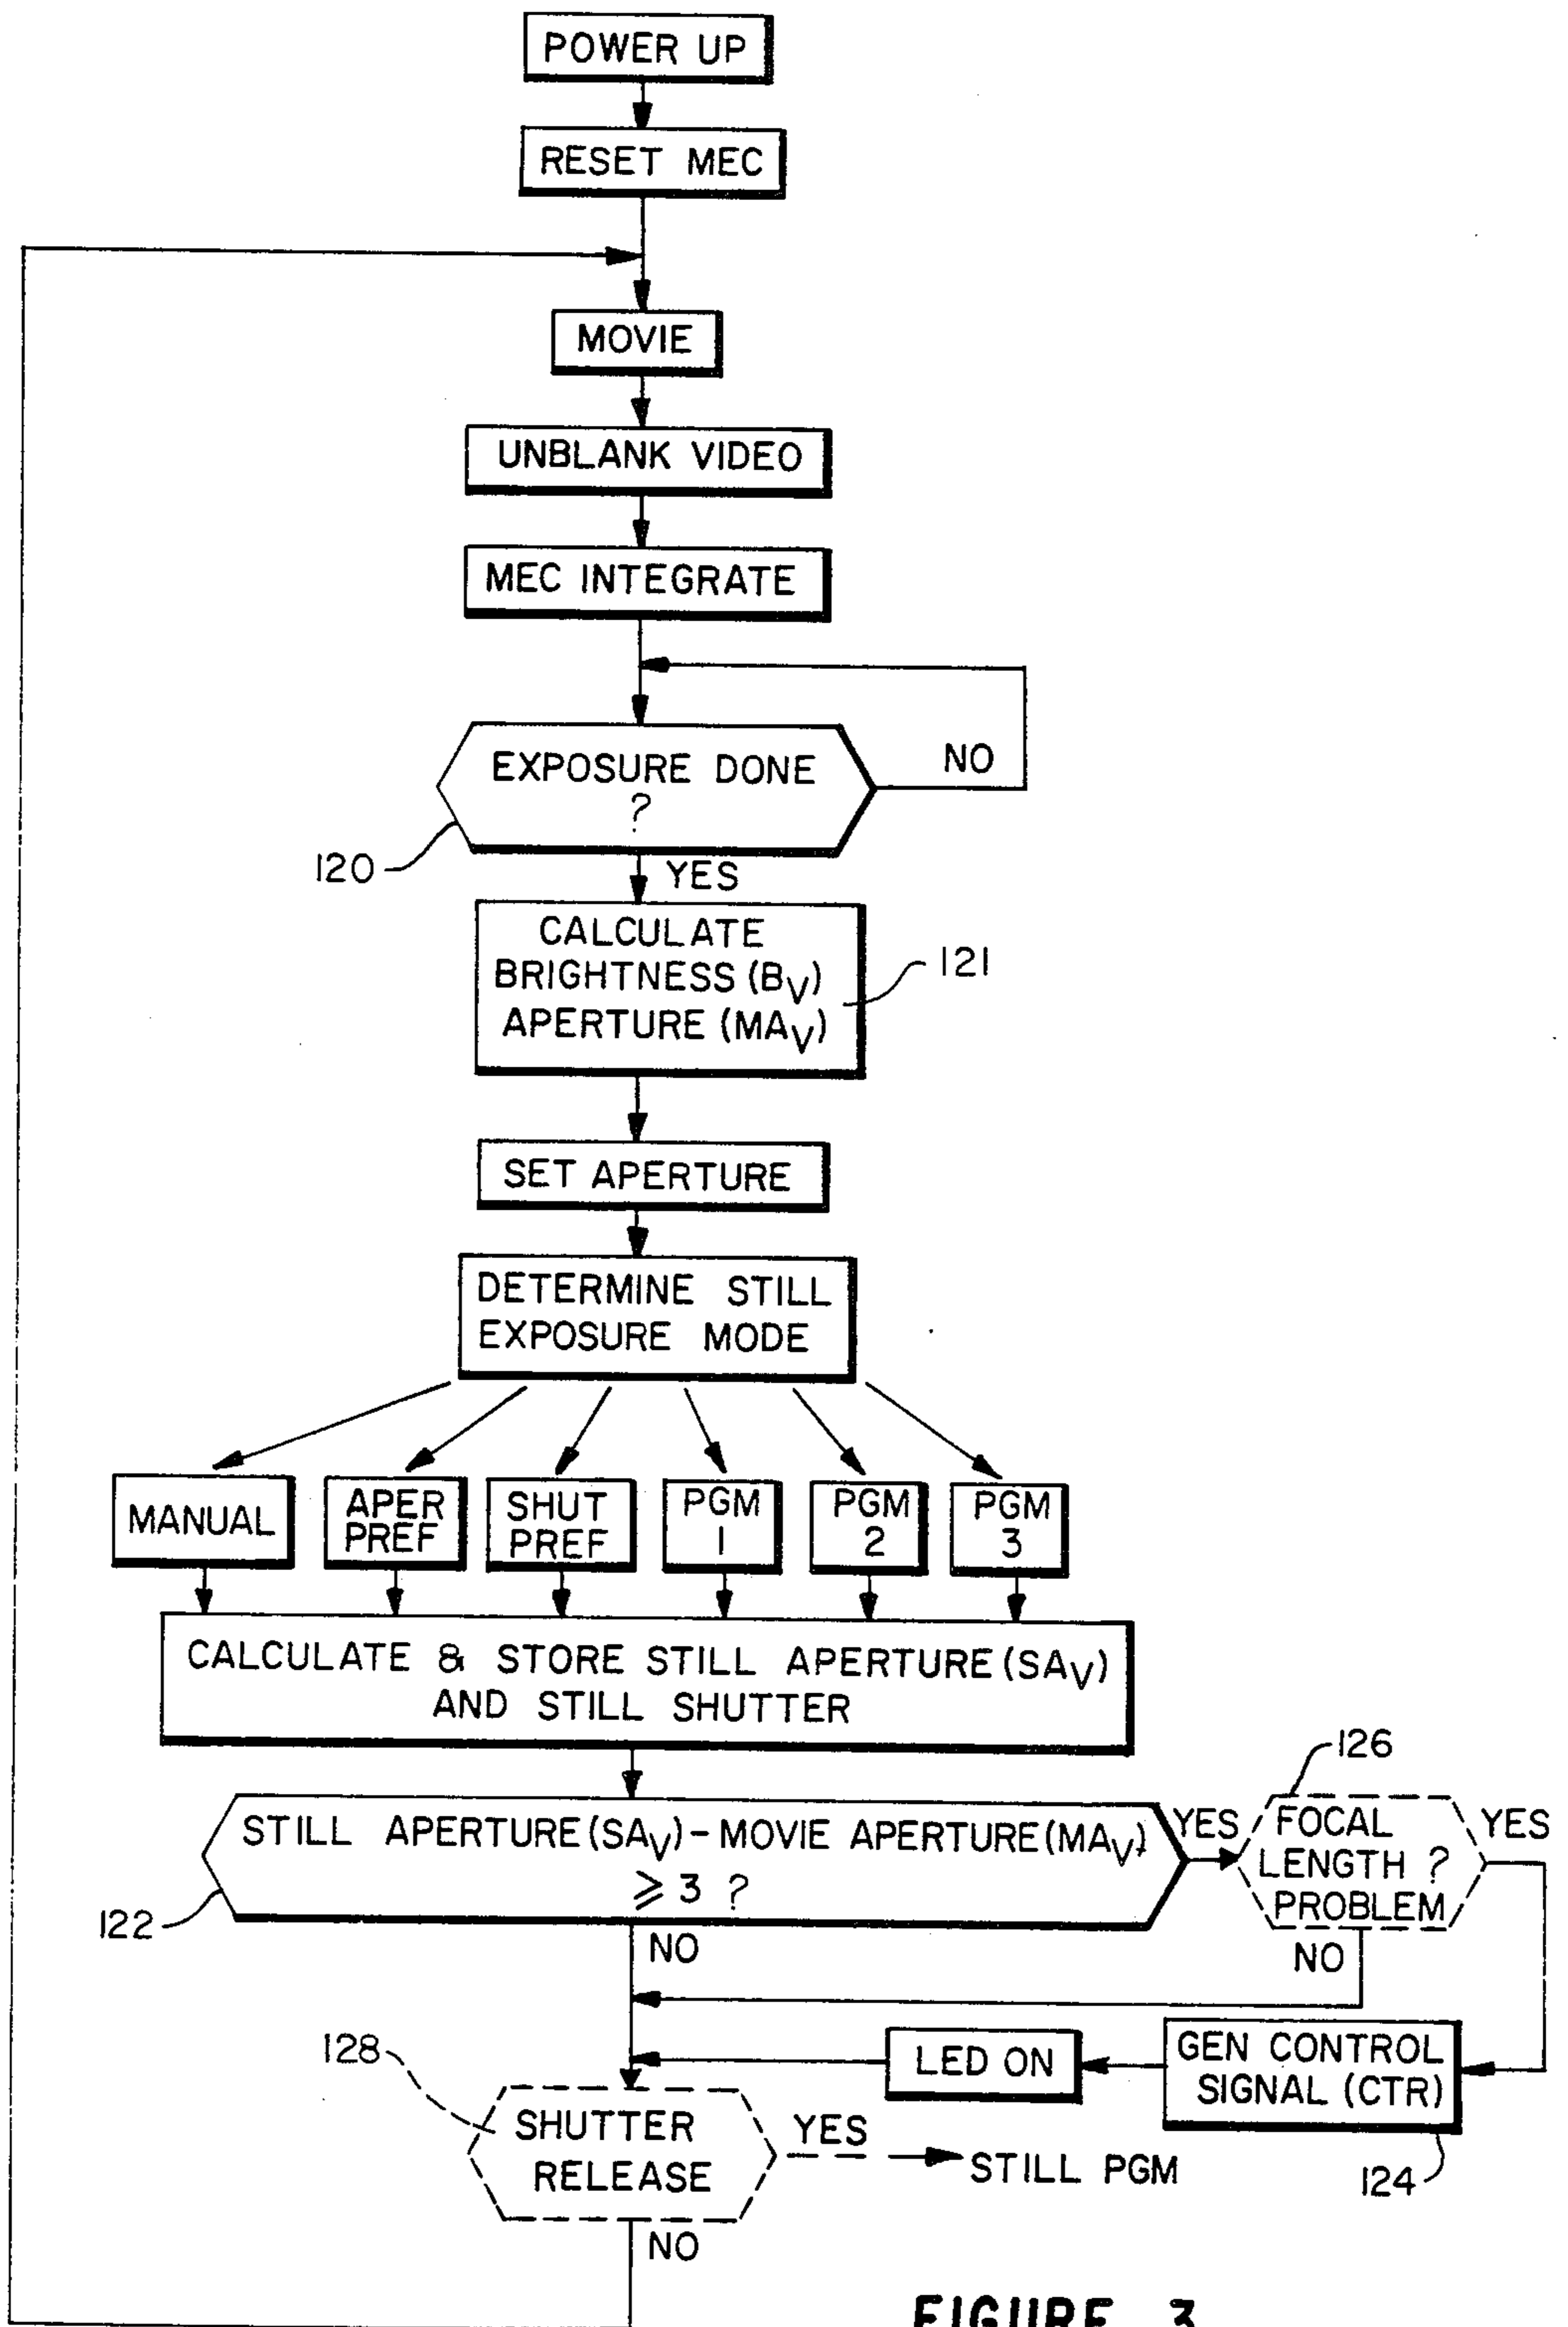 POWER UP
RESET MEC
MOVIE
UNBLANK VIDEO
MEC INTEGRATE
EXPOSURE DONE
?
NO
120
YES
CALCULATE
BRIGHTNESS (BV)
APERTURE (MAV)
121
SET APERTURE
DETERMINE STILL
EXPOSURE MODE
MANUAL
APER
PREF
SHUT
PREF
PGM
1
PGM
2
PGM
3
CALCULATE & STORE STILL APERTURE (SAV)
AND STILL SHUTTER
STILL APERTURE (SAV) - MOVIE APERTURE (MAV)
≥ 3 ?
122
YES
NO
126
FOCAL
LENGTH ?
PROBLEM
YES
NO
GEN CONTROL
SIGNAL (CTR)
124
LED ON
128
SHUTTER
RELEASE
YES
STILL PGM
NO
FIGURE 3